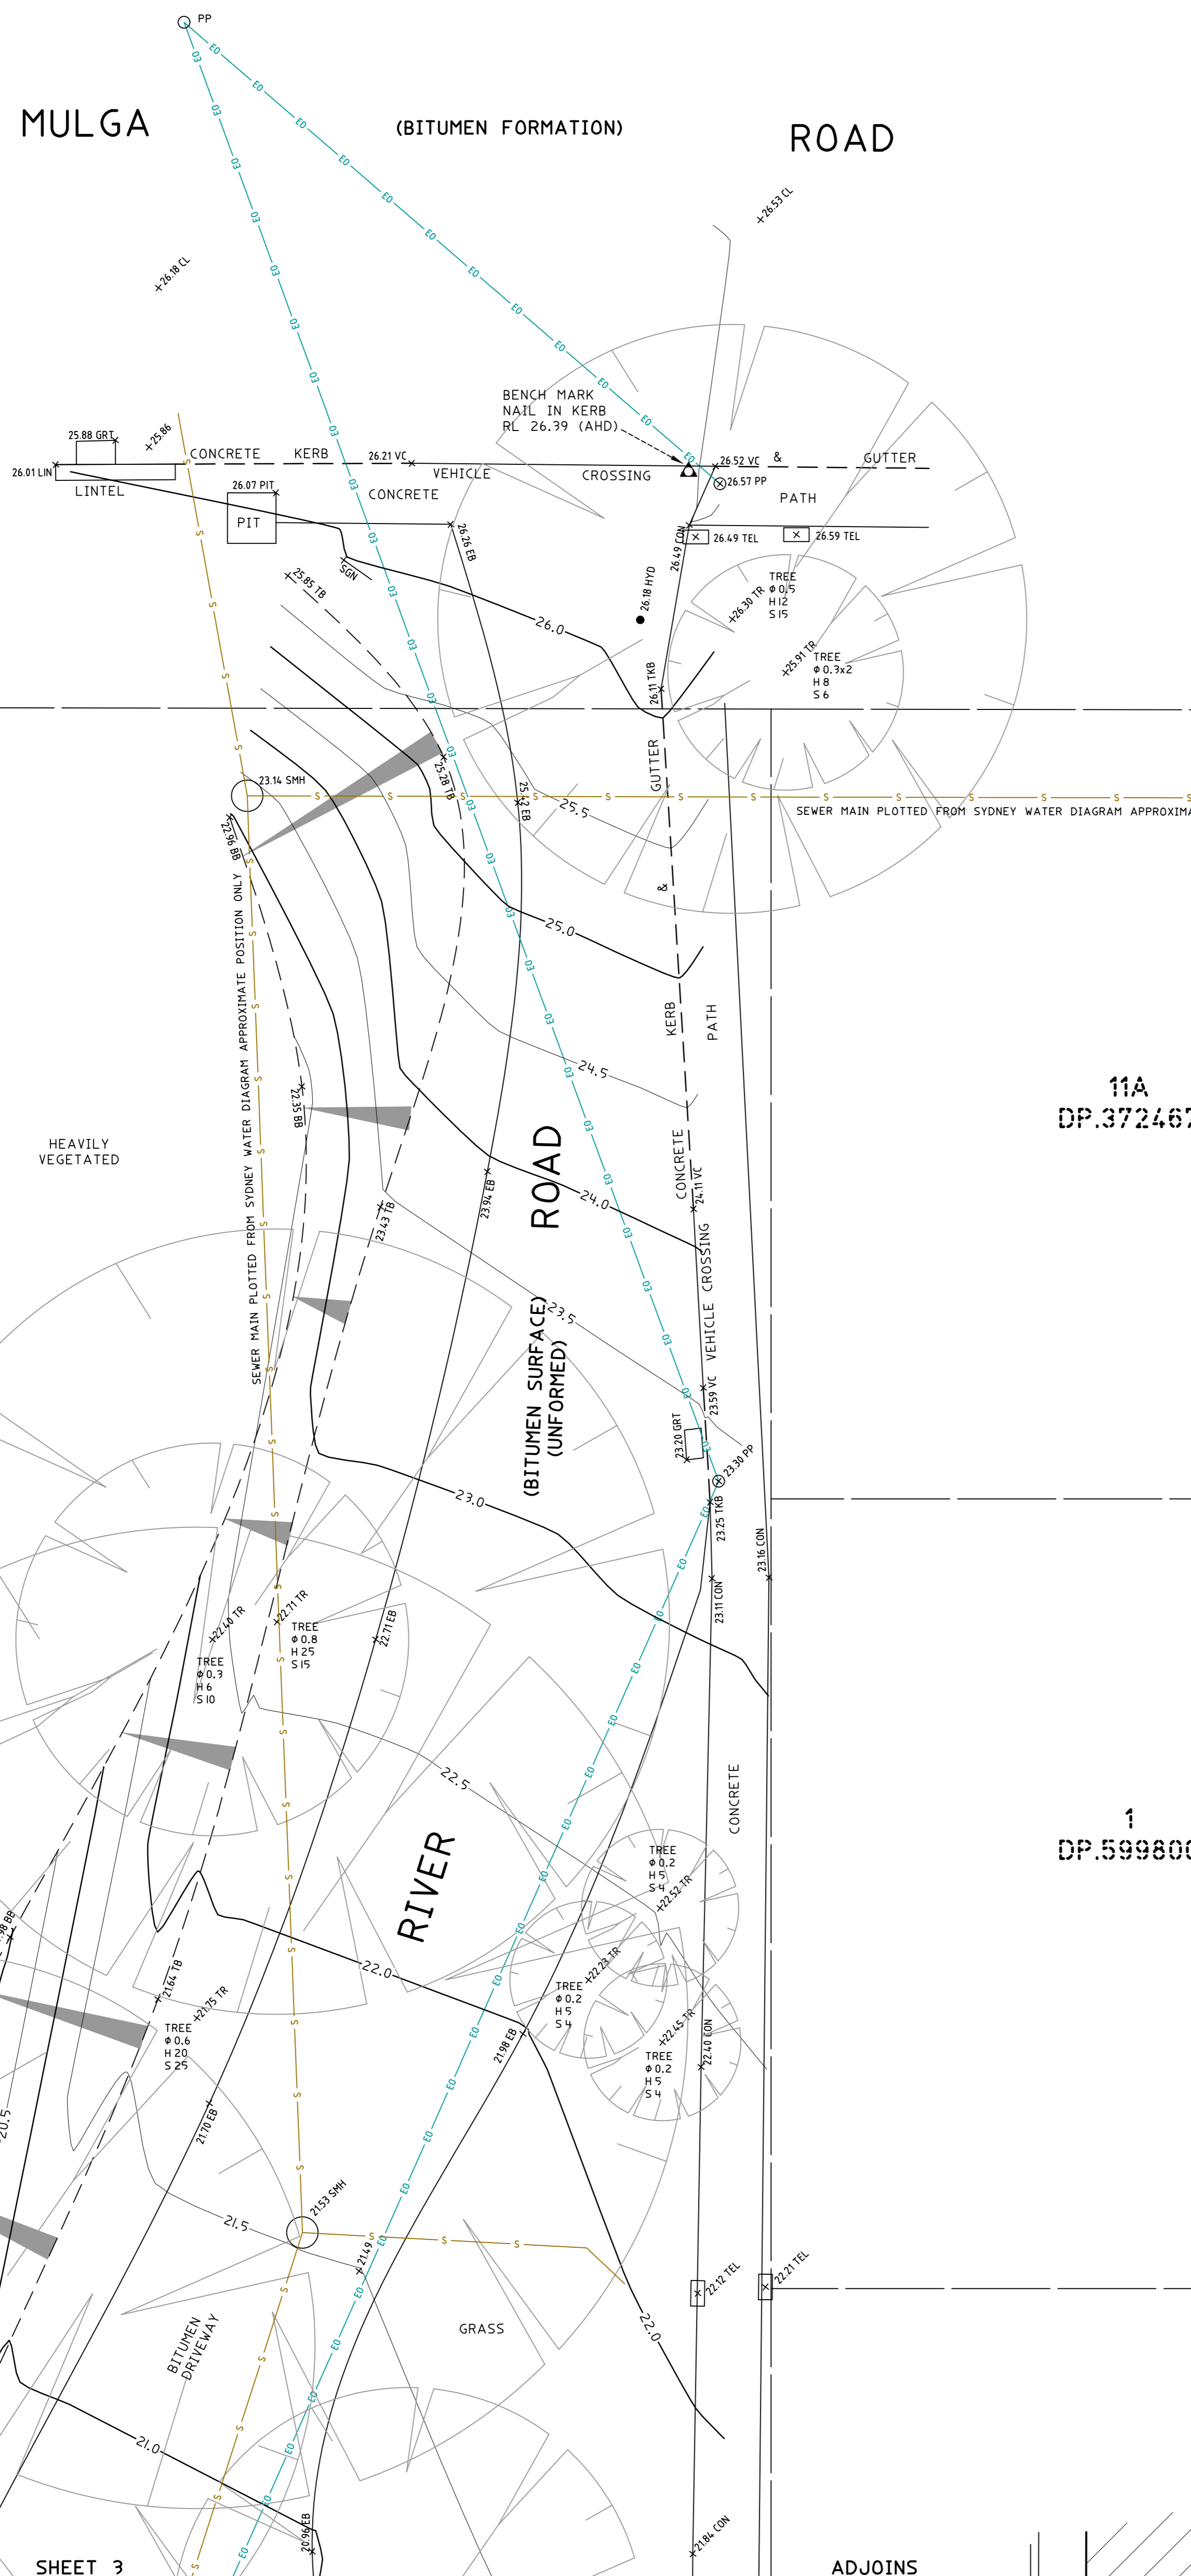 PP
MULGA
(BITUMEN FORMATION)
ROAD
26.53 CL
26.18 CL
BENCH MARK
NAIL IN KERB
RL 26.39 (AHD)
25.88 GRT
25.86
26.01 LIN
LINTEL
CONCRETE KERB
26.21 VC
VEHICLE CROSSING
26.52 VC
& GUTTER
26.57 PP
26.07 PIT
PIT
CONCRETE
PATH
26.26 EB
26.49 CON
26.49 TEL
26.59 TEL
SGN
25.85 TB
26.18 HYD
TREE
φ 0.5
H 12
S 15
26.30 TR
26.0
25.91 TR
TREE
φ 0.3x2
H 8
S 6
26.11 TKB
GUTTER
23.14 SMH
25.28 TB
25.42 EB
25.5
SEWER MAIN PLOTTED FROM SYDNEY WATER DIAGRAM APPROXIMA
22.96 BB
SEWER MAIN PLOTTED FROM SYDNEY WATER DIAGRAM APPROXIMATE POSITION ONLY
&
25.0
KERB
PATH
24.5
22.35 BB
11A
DP.372467
HEAVILY
VEGETATED
ROAD
CONCRETE
24.11 VC
23.94 EB
24.0
23.43 TB
VEHICLE CROSSING
23.5
(BITUMEN SURFACE)
(UNFORMED)
23.59 VC
23.20 GRT
23.30 PP
23.0
23.25 TKB
23.16 CON
23.11 CON
22.40 TR
22.71 TR
22.71 EB
TREE
φ 0.8
H 25
S 15
TREE
φ 0.3
H 6
S 10
22.5
CONCRETE
1
DP.599800
RIVER
TREE
φ 0.2
H 5
S 4
22.52 TR
.98 BB
22.0
22.23 TR
TREE
φ 0.2
H 5
S 4
21.64 TB
21.75 TR
TREE
φ 0.6
H 20
S 25
21.98 EB
22.45 TR
22.40 CON
TREE
φ 0.2
H 5
S 4
20.5
21.70 EB
21.53 SMH
21.5
21.49
22.12 TEL
22.21 TEL
GRASS
22.0
BITUMEN
DRIVEWAY
21.0
20.96 EB
21.84 CON
SHEET 3
ADJOINS